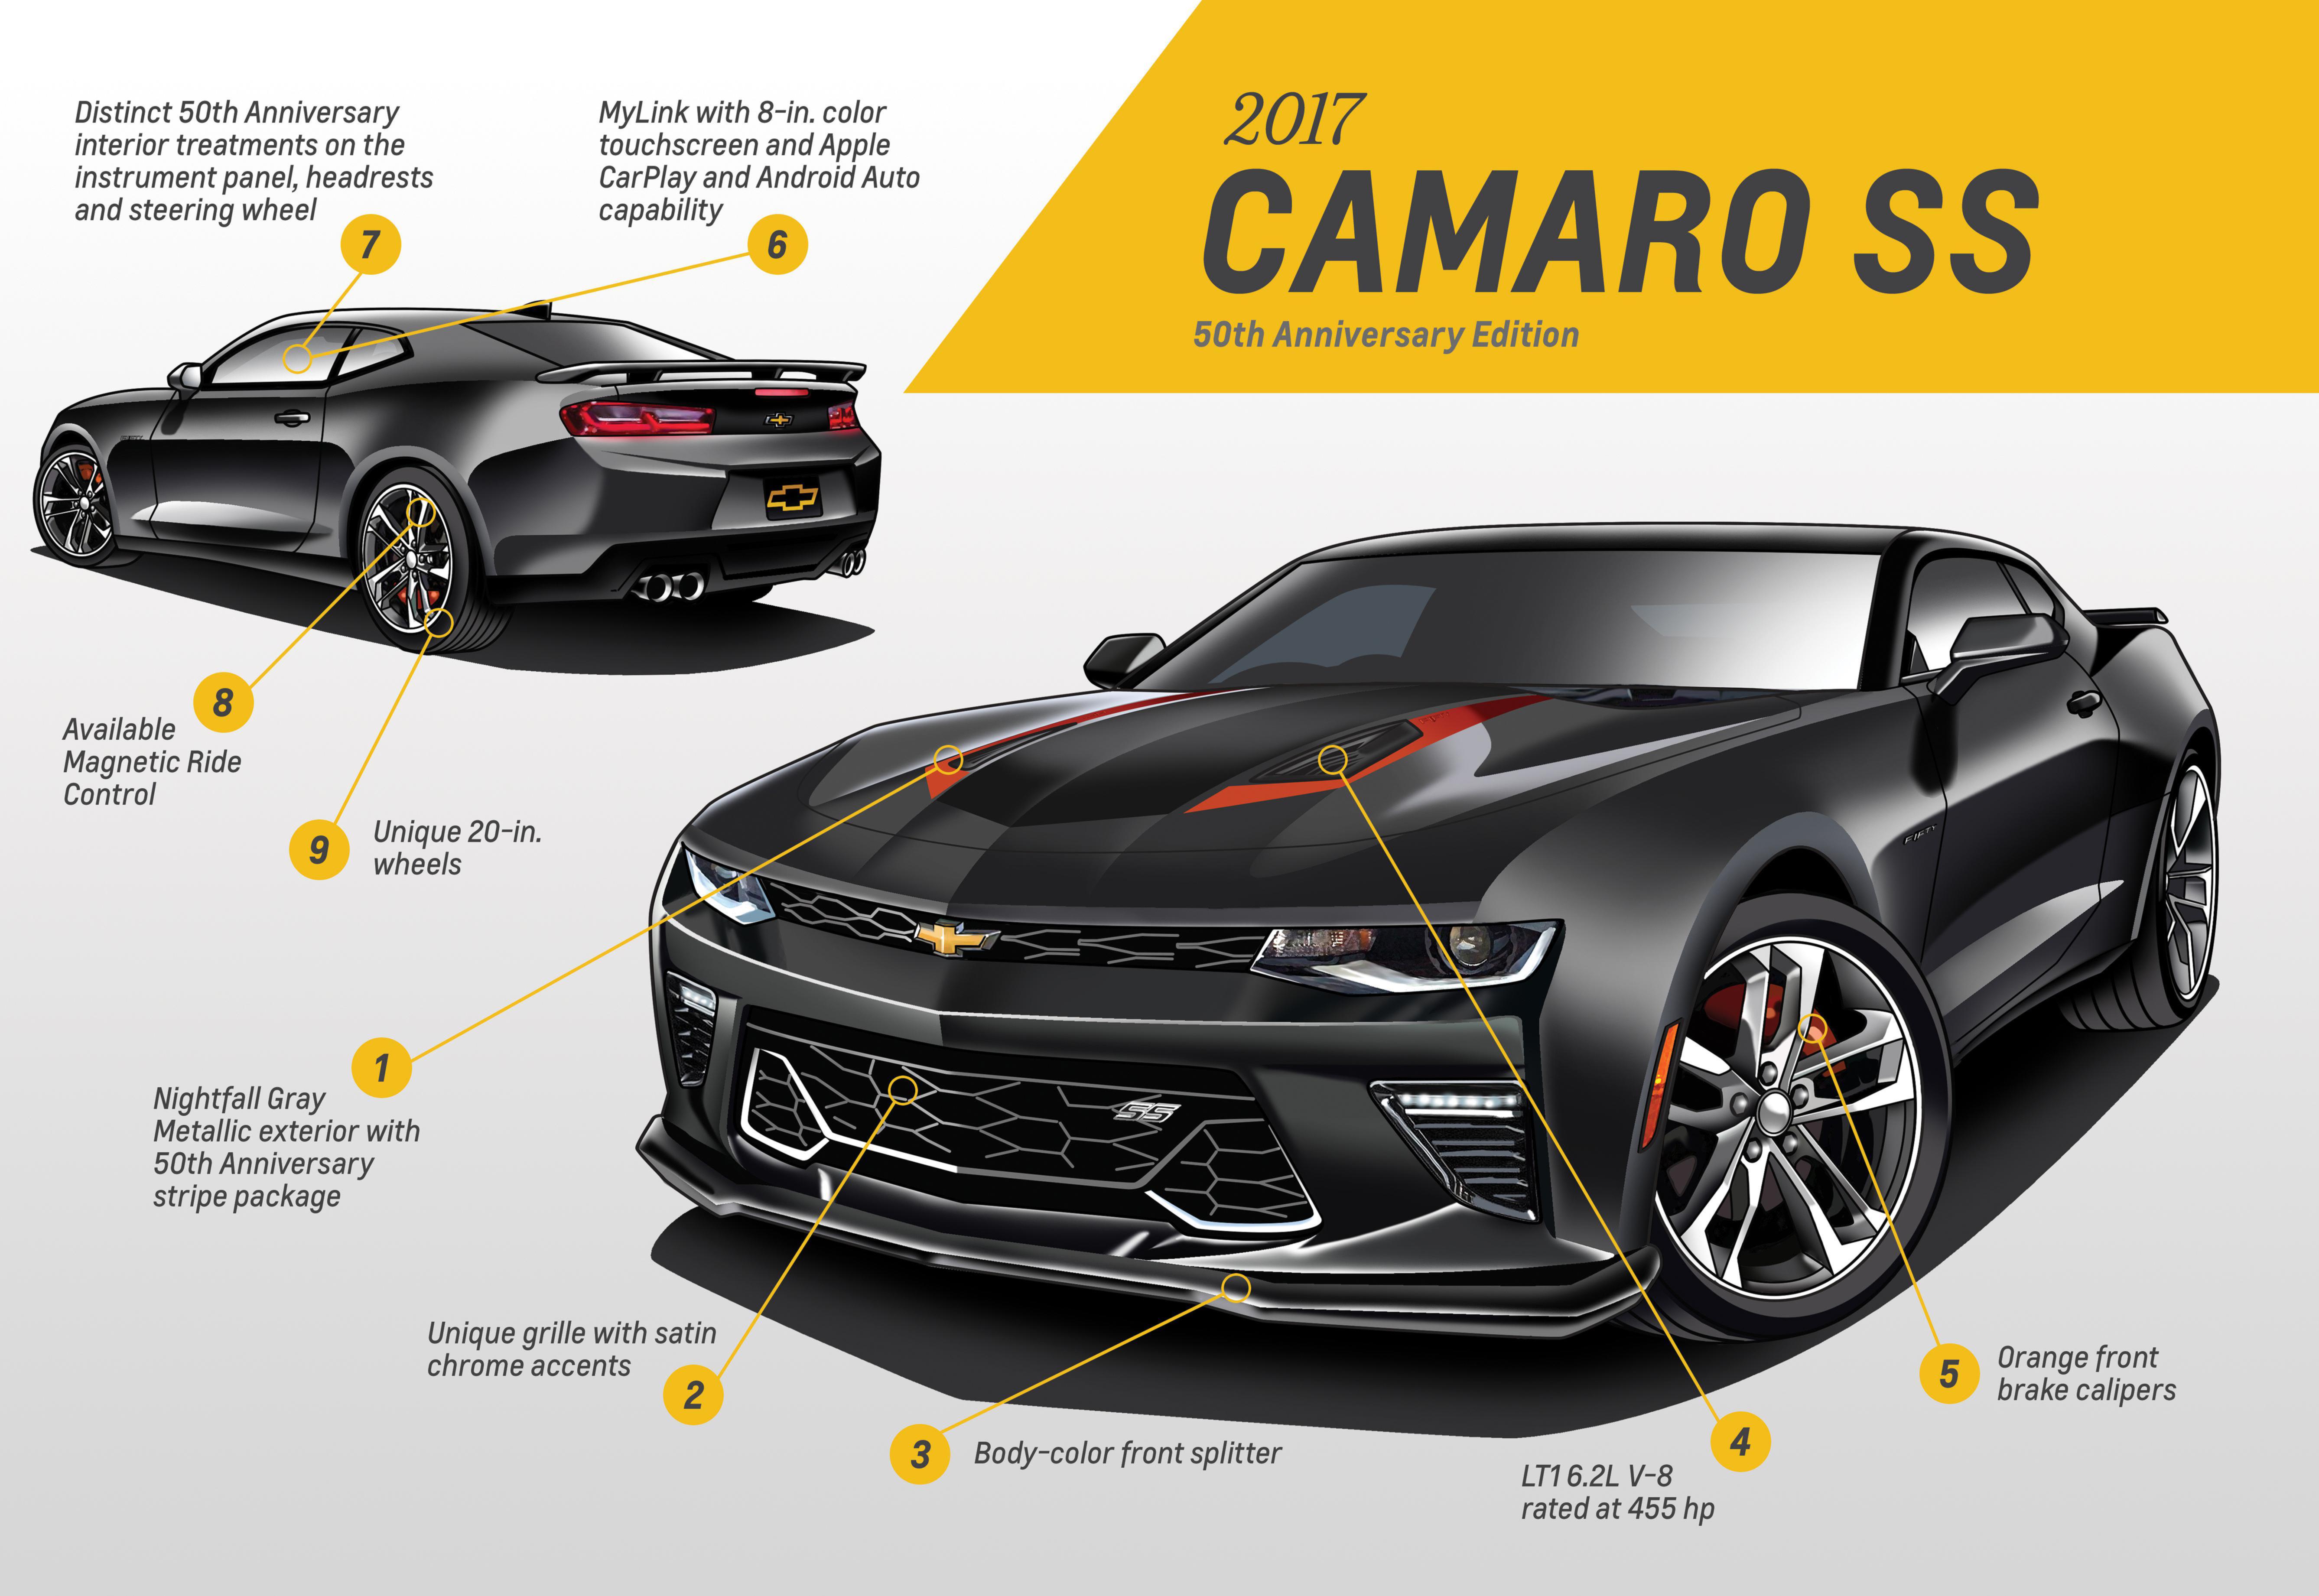 2017
CAMARO SS
50th Anniversary Edition
Distinct 50th Anniversary
interior treatments on the
instrument panel, headrests
and steering wheel
7
MyLink with 8-in. color
touchscreen and Apple
CarPlay and Android Auto
capability
6
8
Available
Magnetic Ride
Control
9
Unique 20-in.
wheels
1
Nightfall Gray
Metallic exterior with
50th Anniversary
stripe package
Unique grille with satin
chrome accents
2
3
Body-color front splitter
4
LT1 6.2L V-8
rated at 455 hp
5
Orange front
brake calipers
SS
FIFTY